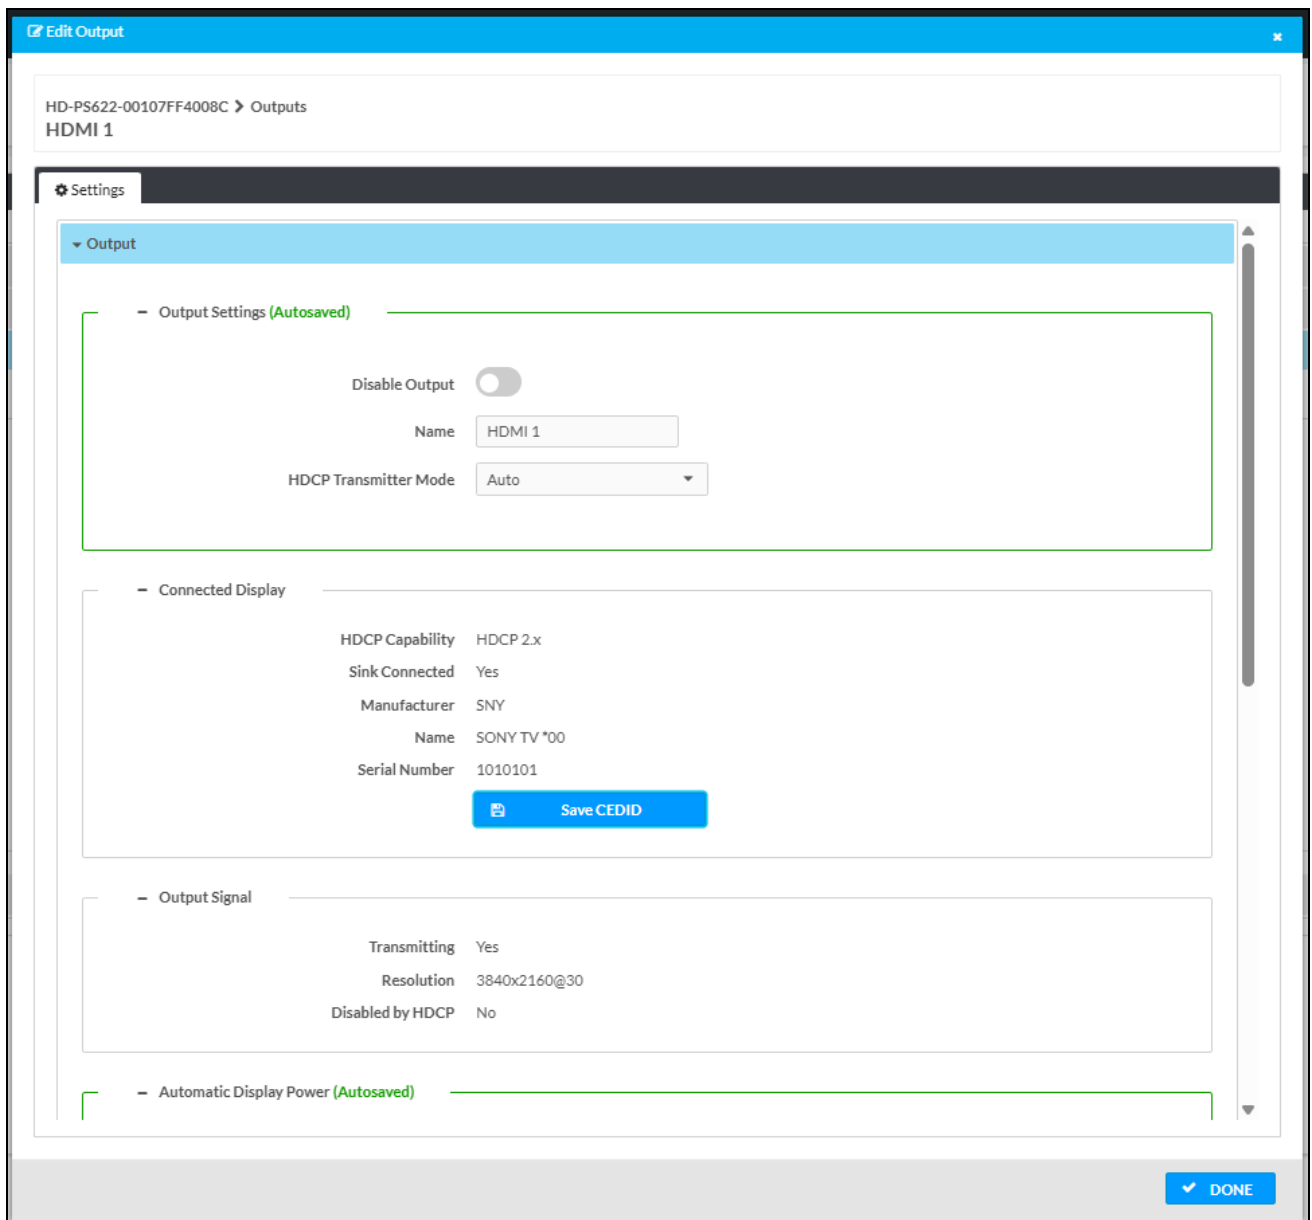 Edit Output
HD-PS622-00107FF4008C > Outputs
HDMI 1
Settings
Output
Output Settings (Autosaved)
Disable Output
Name HDMI 1
HDCP Transmitter Mode Auto
Connected Display
HDCP Capability HDCP 2.x
Sink Connected Yes
Manufacturer SNY
Name SONY TV *00
Serial Number 1010101
Save CEDID
Output Signal
Transmitting Yes
Resolution 3840x2160@30
Disabled by HDCP No
Automatic Display Power (Autosaved)
DONE